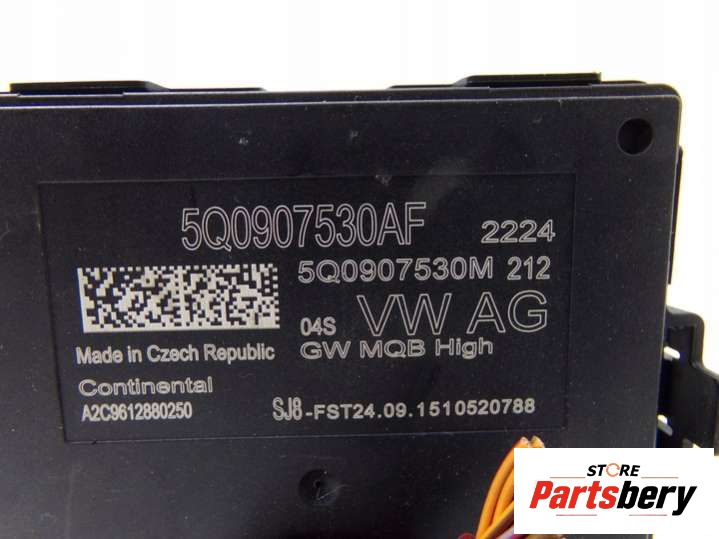 5Q0907530AF 2224
5Q0907530M 212
04S VW AG
Made in Czech Republic GW MQB High
Continental
A2C9612880250 SJ8-FST24.09.1510520788
STORE
Partsbery